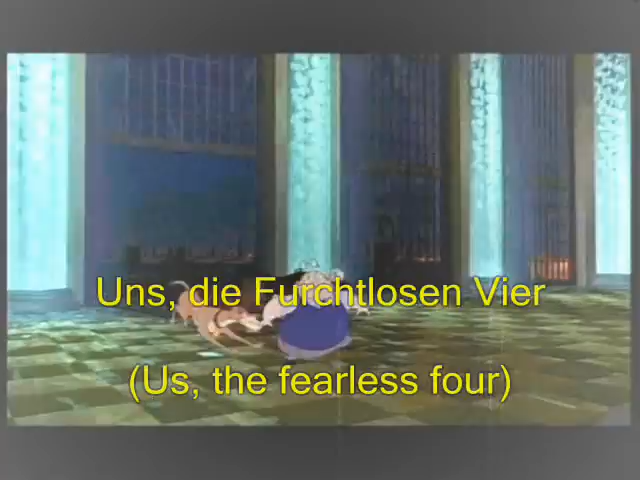 Uns, die Furchtlosen Vier
(Us, the fearless four)